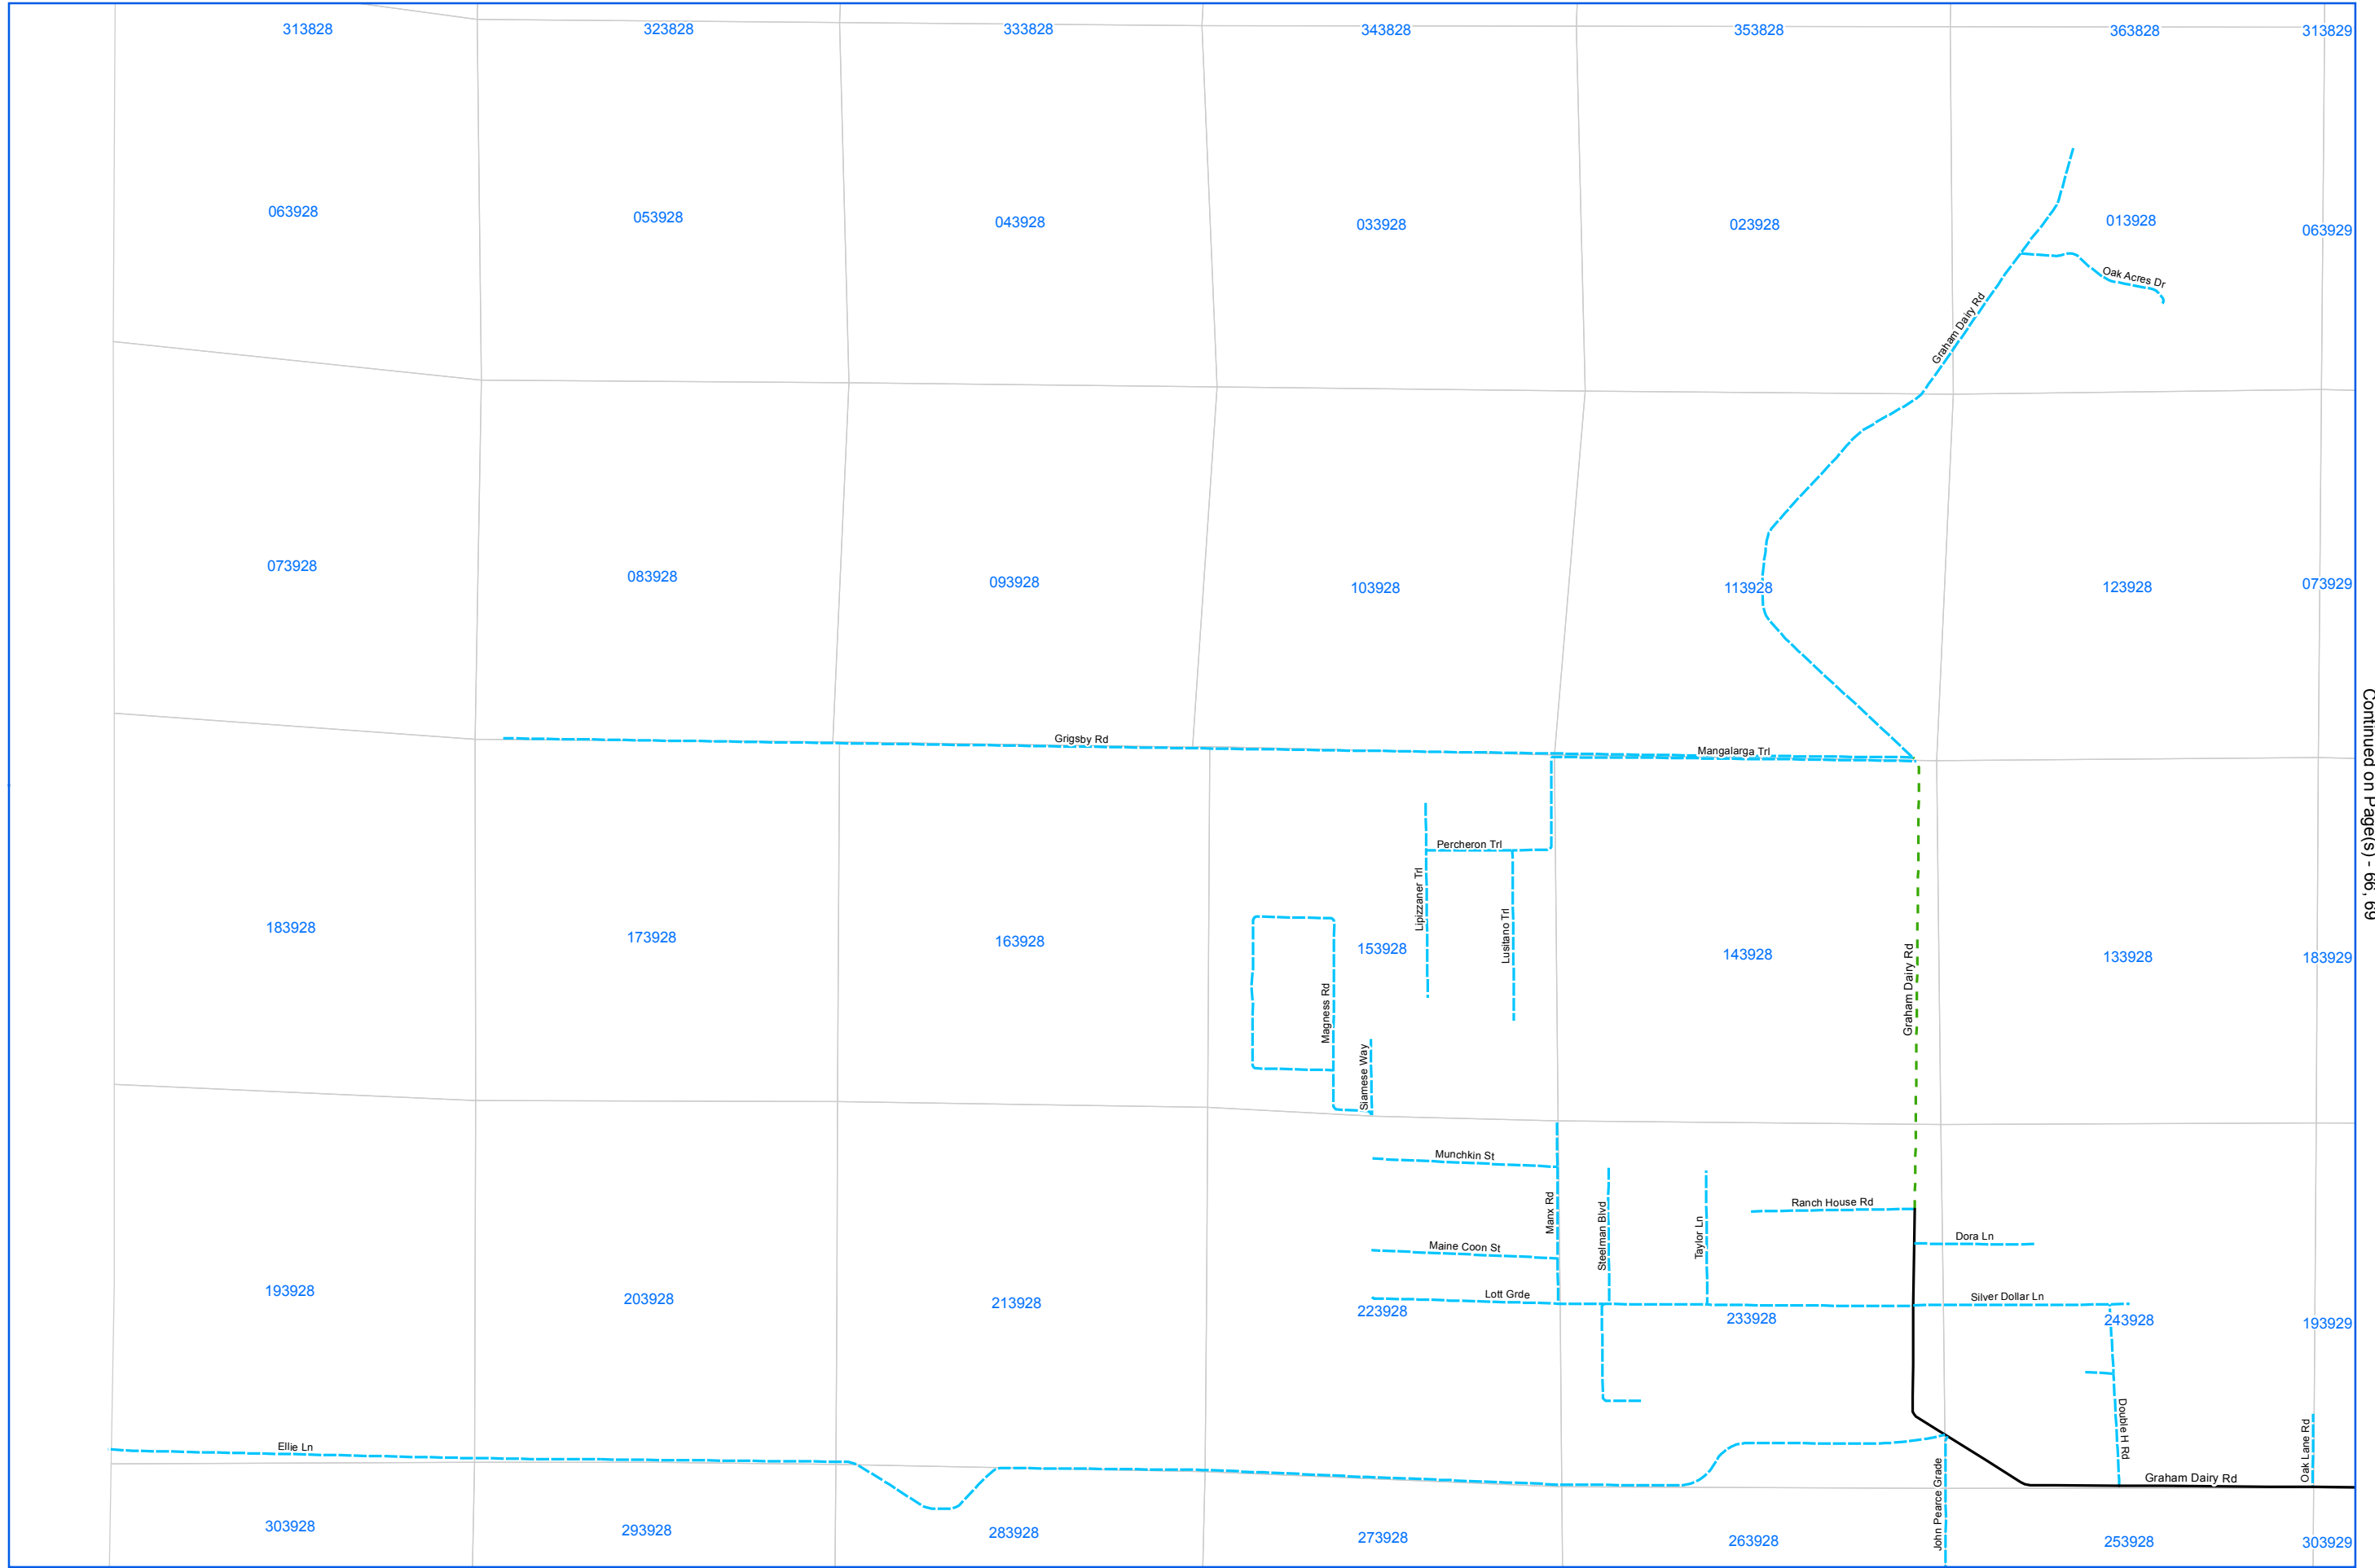 313828 323828 333828 343828 353828 363828 313829
063928 053928 043928 033928 023928 013928 063929
Oak Acres Dr
Graham Dairy Rd
073928 083928 093928 103928 113928 123928 073929
Grigsby Rd
Mangalarga Trl
Continued on Page(s) - 66, 69
Percheron Trl
Lipizzaner Trl
Lusitano Trl
183928 173928 163928 153928 143928 133928 183929
Graham Dairy Rd
Magness Rd
Siamese Way
Munchkin St
Manx Rd
Steelman Blvd
Taylor Ln
Ranch House Rd
Dora Ln
Maine Coon St
Lott Grde
Silver Dollar Ln
193928 203928 213928 223928 233928 243928 193929
Double H Rd
Oak Lane Rd
Ellie Ln
Graham Dairy Rd
John Pearce Grade
303928 293928 283928 273928 263928 253928 303929